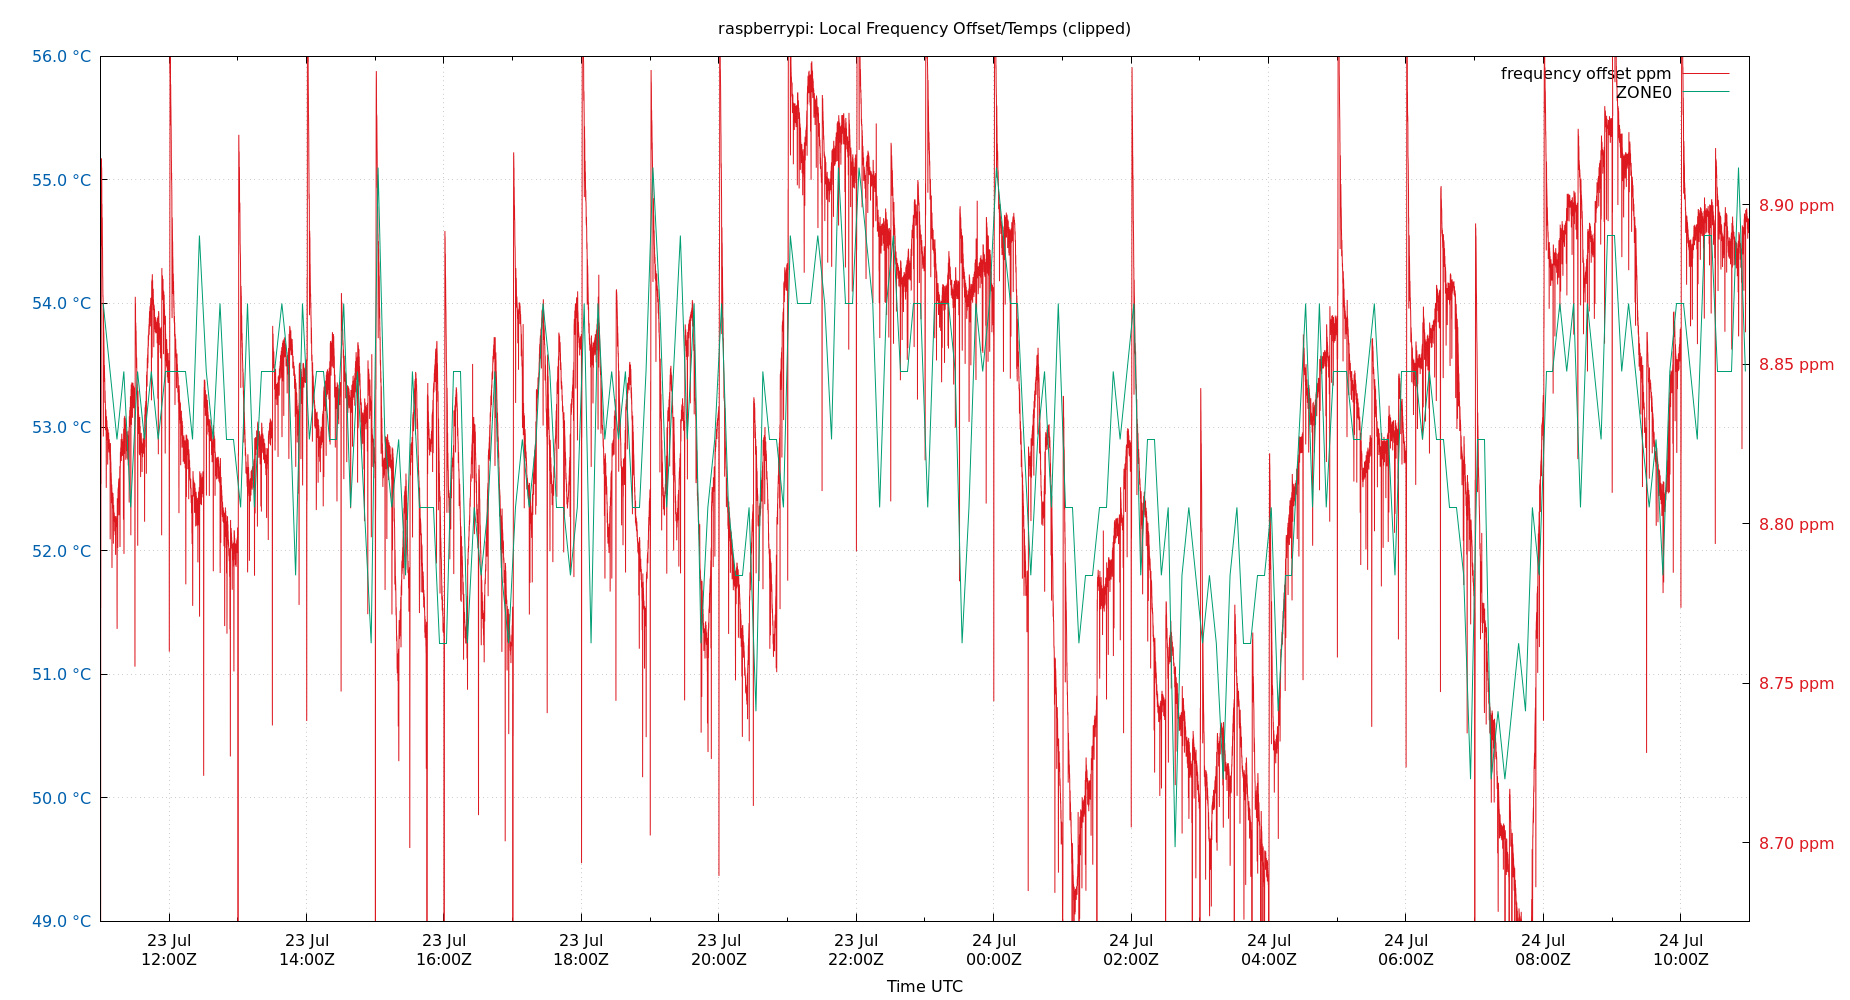 raspberrypi: Local Frequency Offset/Temps (clipped)
frequency offset ppm
ZONE0
56.0 °C
55.0 °C
54.0 °C
53.0 °C
52.0 °C
51.0 °C
50.0 °C
49.0 °C
8.90 ppm
8.85 ppm
8.80 ppm
8.75 ppm
8.70 ppm
23 Jul 23 Jul 23 Jul 23 Jul 23 Jul 23 Jul 24 Jul 24 Jul 24 Jul 24 Jul 24 Jul 24 Jul
12:00Z 14:00Z 16:00Z 18:00Z 20:00Z 22:00Z 00:00Z 02:00Z 04:00Z 06:00Z 08:00Z 10:00Z
Time UTC